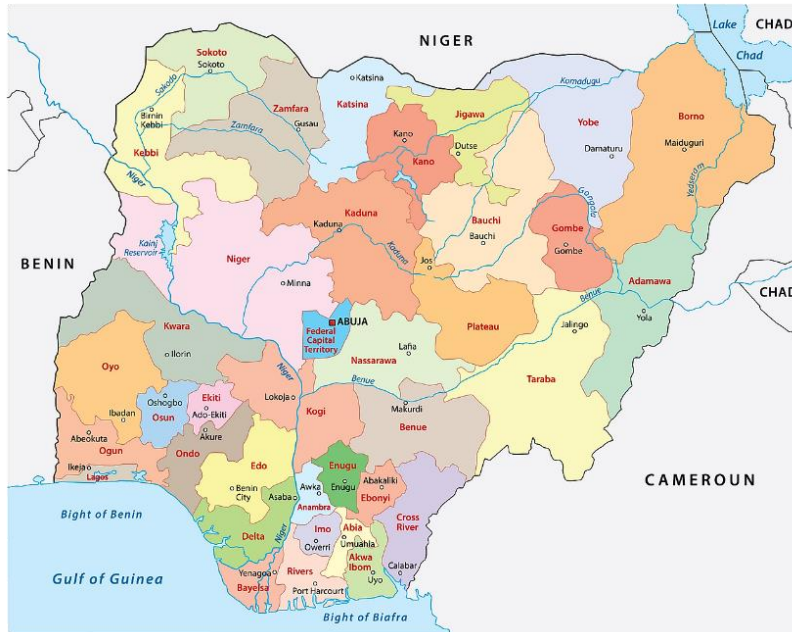 Lake
CHAD
NIGER
Chad
Sokoto
Sokoto
Katsina
Komadugu
Sokodo
Katsina
Zamfara
Jigawa
Borno
Birnin
Kebbi
Zamfara
Gusau
Kano
Yobe
Kano
Dutse
Damaturu
Maiduguri
Kebbi
Yedseram
Niger
Gongola
Kaduna
Bauchi
Kaduna
Bauchi
Gombe
Gombe
Kainj
Reservoir
Niger
Kaduna
Jos
BENIN
Minna
Adamawa
CHAD
Benue
Kwara
ABUJA
Federal
Capital
Territory
Plateau
Jalingo
Yola
Ilorin
Lafia
Nassarawa
Oyo
Niger
Taraba
Benue
Oshogbo
Ekiti
Lokoja
Kogi
Makurdi
Ibadan
Osun
Ado-Ekiti
Benue
Abeokuta
Akure
Ogun
Ondo
Edo
Enugu
Ikeja
Lagos
Benin
City
Asaba
Awka
Enugu
Abakaliki
Anambra
Ebonyi
CAMEROUN
Bight of Benin
Cross
River
Delta
Niger
Imo
Abia
Owerri
Umuahla
Akwa
Ibom
Yenagoa
Rivers
Uyo
Calabar
Gulf of Guinea
Bayelsa
Port Harcourt
Bight of Biafra